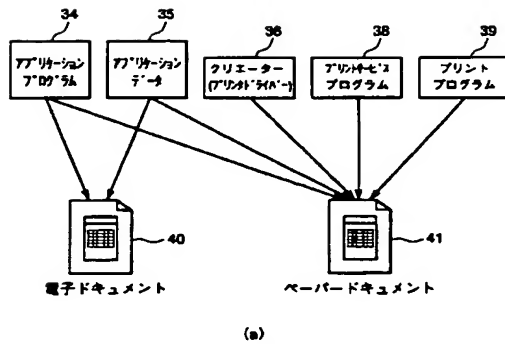 34
35
36
38
39
アプリケーション
プログラム
アプリケーション
データ
クリエーター
(プリンタドライバー)
プリントサービス
プログラム
プリント
プログラム
40
41
電子ドキュメント
ペーパードキュメント
(a)